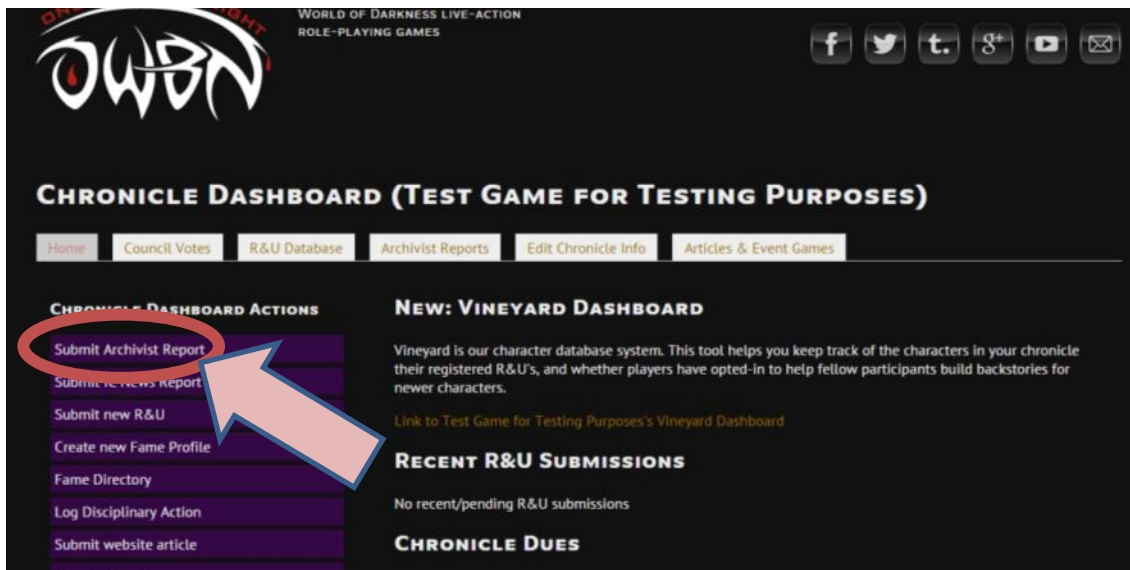 WORLD OF DARKNESS LIVE-ACTION
ROLE-PLAYING GAMES
OWBN
f t. g+
CHRONICLE DASHBOARD (TEST GAME FOR TESTING PURPOSES)
Home Council Votes R&U Database Archivist Reports Edit Chronicle Info Articles & Event Games
CHRONICLE DASHBOARD ACTIONS
Submit Archivist Report
Submit IC News Report
Submit new R&U
Create new Fame Profile
Fame Directory
Log Disciplinary Action
Submit website article
NEW: VINEYARD DASHBOARD
Vineyard is our character database system. This tool helps you keep track of the characters in your chronicle
their registered R&U's, and whether players have opted-in to help fellow participants build backstories for
newer characters.
Link to Test Game for Testing Purposes's Vineyard Dashboard
RECENT R&U SUBMISSIONS
No recent/pending R&U submissions
CHRONICLE DUES